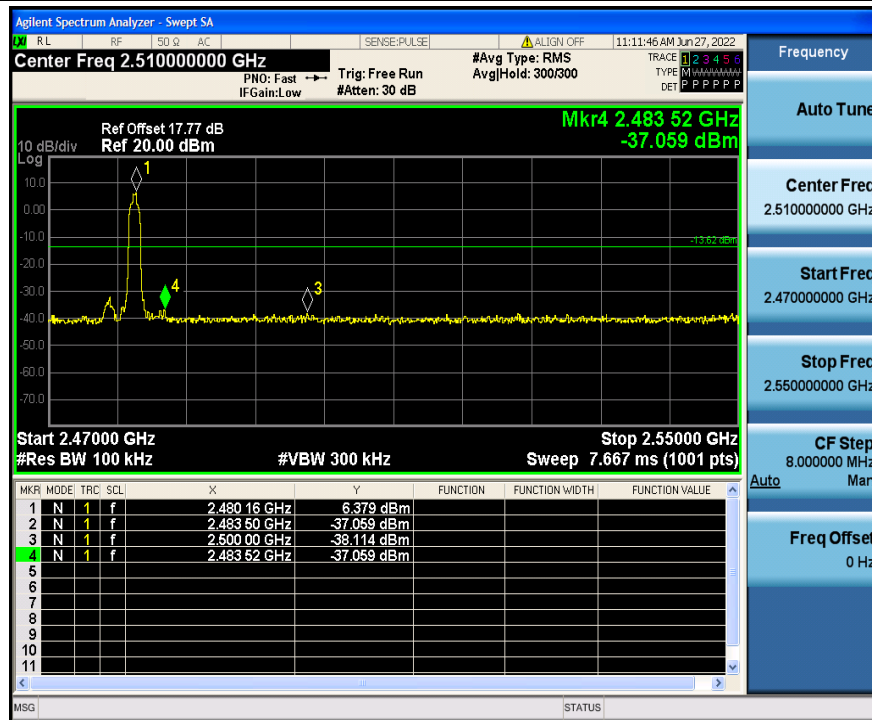 Agilent Spectrum Analyzer - Swept SA
LXI RL RF 50 Ω AC SENSE:PULSE ALIGN OFF 11:11:46 AM Jun 27, 2022
Center Freq 2.510000000 GHz
PNO: Fast
IFGain:Low
Trig: Free Run
#Atten: 30 dB
#Avg Type: RMS
Avg|Hold: 300/300
TRACE 1 2 3 4 5 6
TYPE M
DET P P P P P P
Mkr4 2.483 52 GHz
-37.059 dBm
Ref Offset 17.77 dB
10 dB/div Ref 20.00 dBm
Log
10.0
0.00
-10.0
-20.0
-30.0
-40.0
-50.0
-60.0
-70.0
1
4
3
-13.62 dBm
Start 2.47000 GHz Stop 2.55000 GHz
#Res BW 100 kHz #VBW 300 kHz Sweep 7.667 ms (1001 pts)
MKR MODE TRC SCL X Y FUNCTION FUNCTION WIDTH FUNCTION VALUE
1 N 1 f 2.480 16 GHz 6.379 dBm
2 N 1 f 2.483 50 GHz -37.059 dBm
3 N 1 f 2.500 00 GHz -38.114 dBm
4 N 1 f 2.483 52 GHz -37.059 dBm
5
6
7
8
9
10
11
MSG STATUS
Frequency
Auto Tune
Center Freq
2.510000000 GHz
Start Freq
2.470000000 GHz
Stop Freq
2.550000000 GHz
CF Step
8.000000 MHz
Auto Man
Freq Offset
0 Hz